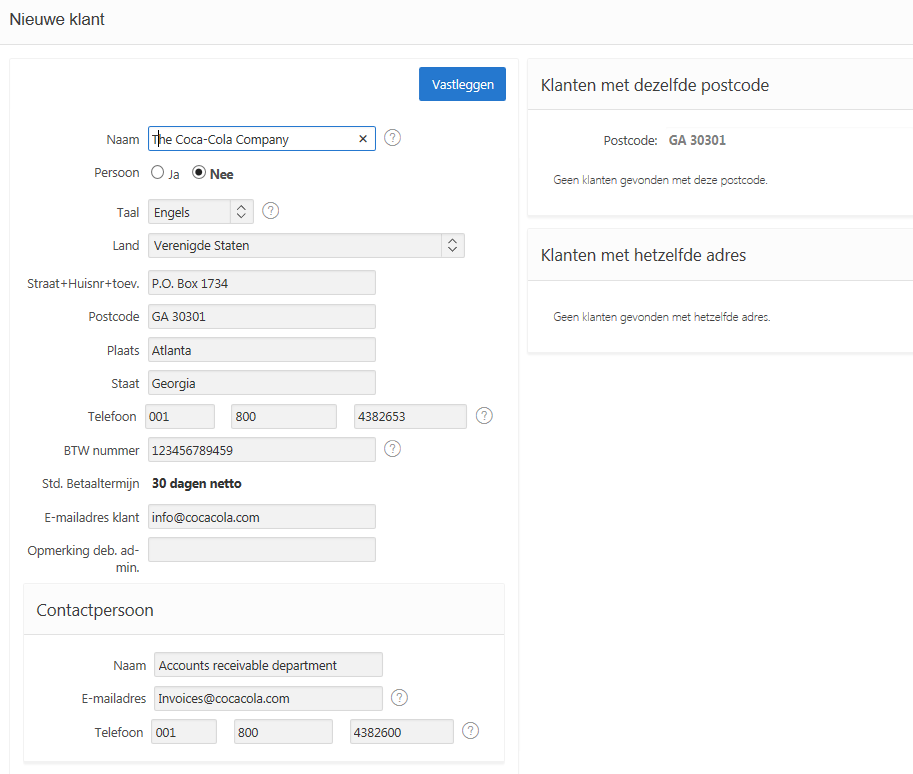 Nieuwe klant
Vastleggen
Naam The Coca-Cola Company × ?
Persoon Ja Nee
Taal Engels ?
Land Verenigde Staten
Straat+Huisnr+toev. P.O. Box 1734
Postcode GA 30301
Plaats Atlanta
Staat Georgia
Telefoon 001 800 4382653 ?
BTW nummer 123456789459 ?
Std. Betaaltermijn 30 dagen netto
E-mailadres klant info@cocacola.com
Opmerking deb. ad-
min.
Contactpersoon
Naam Accounts receivable department
E-mailadres Invoices@cocacola.com ?
Telefoon 001 800 4382600 ?
Klanten met dezelfde postcode
Postcode: GA 30301
Geen klanten gevonden met deze postcode.
Klanten met hetzelfde adres
Geen klanten gevonden met hetzelfde adres.